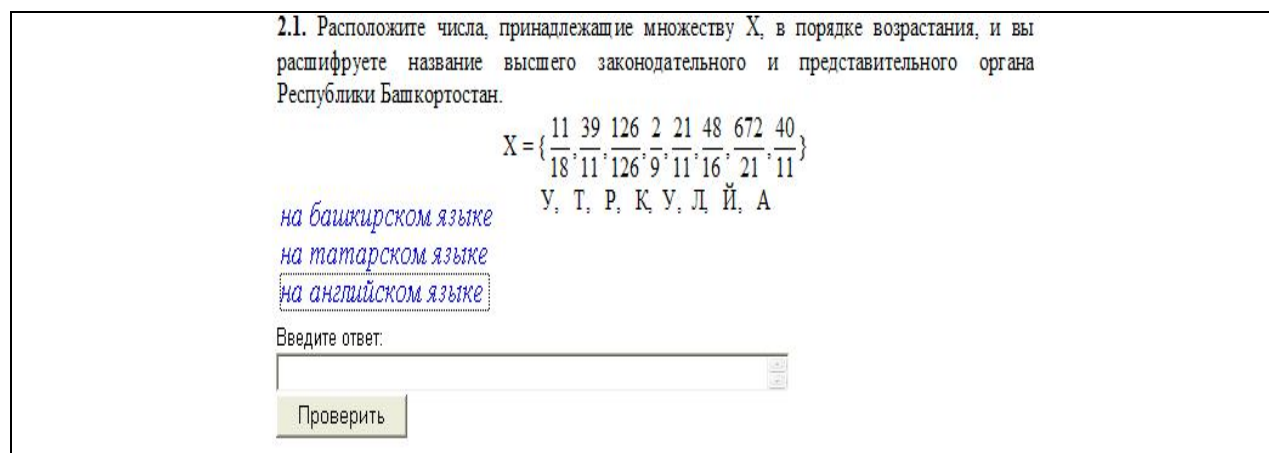 2.1. Расположите числа, принадлежащие множеству X, в порядке возрастания, и вы
расшифруете название высшего законодательного и представительного органа
Республики Башкортостан.
X = { 11/18, 39/11, 126/126, 2/9, 21/11, 48/16, 672/21, 40/11 }
У, Т, Р, К, У, Л, Й, А
на башкирском языке
на татарском языке
на английском языке
Введите ответ:
Проверить